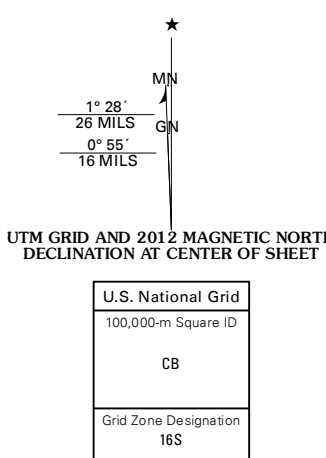 MN
1° 28´
26 MILS
GN
0° 55´
16 MILS
UTM GRID AND 2012 MAGNETIC NORTH
DECLINATION AT CENTER OF SHEET
U.S. National Grid
100,000-m Square ID
CB
Grid Zone Designation
16S